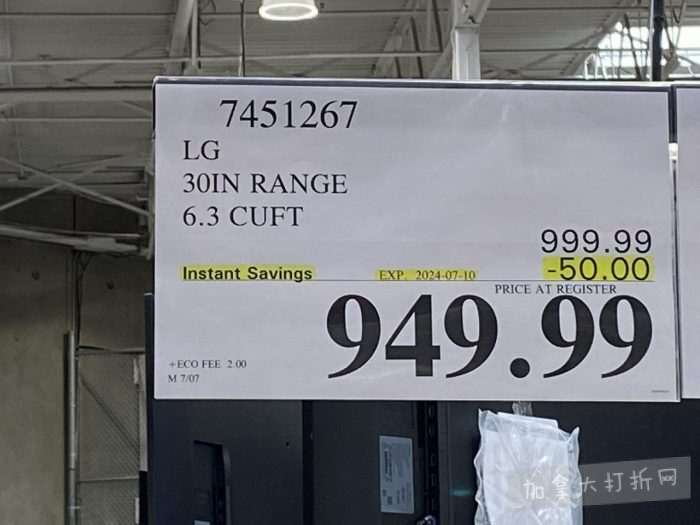 7451267
LG
30IN RANGE
6.3 CUFT
999.99
Instant Savings EXP. 2024-07-10 -50.00
PRICE AT REGISTER
949.99
+ECO FEE 2.00
M 7/07
加拿大打折网